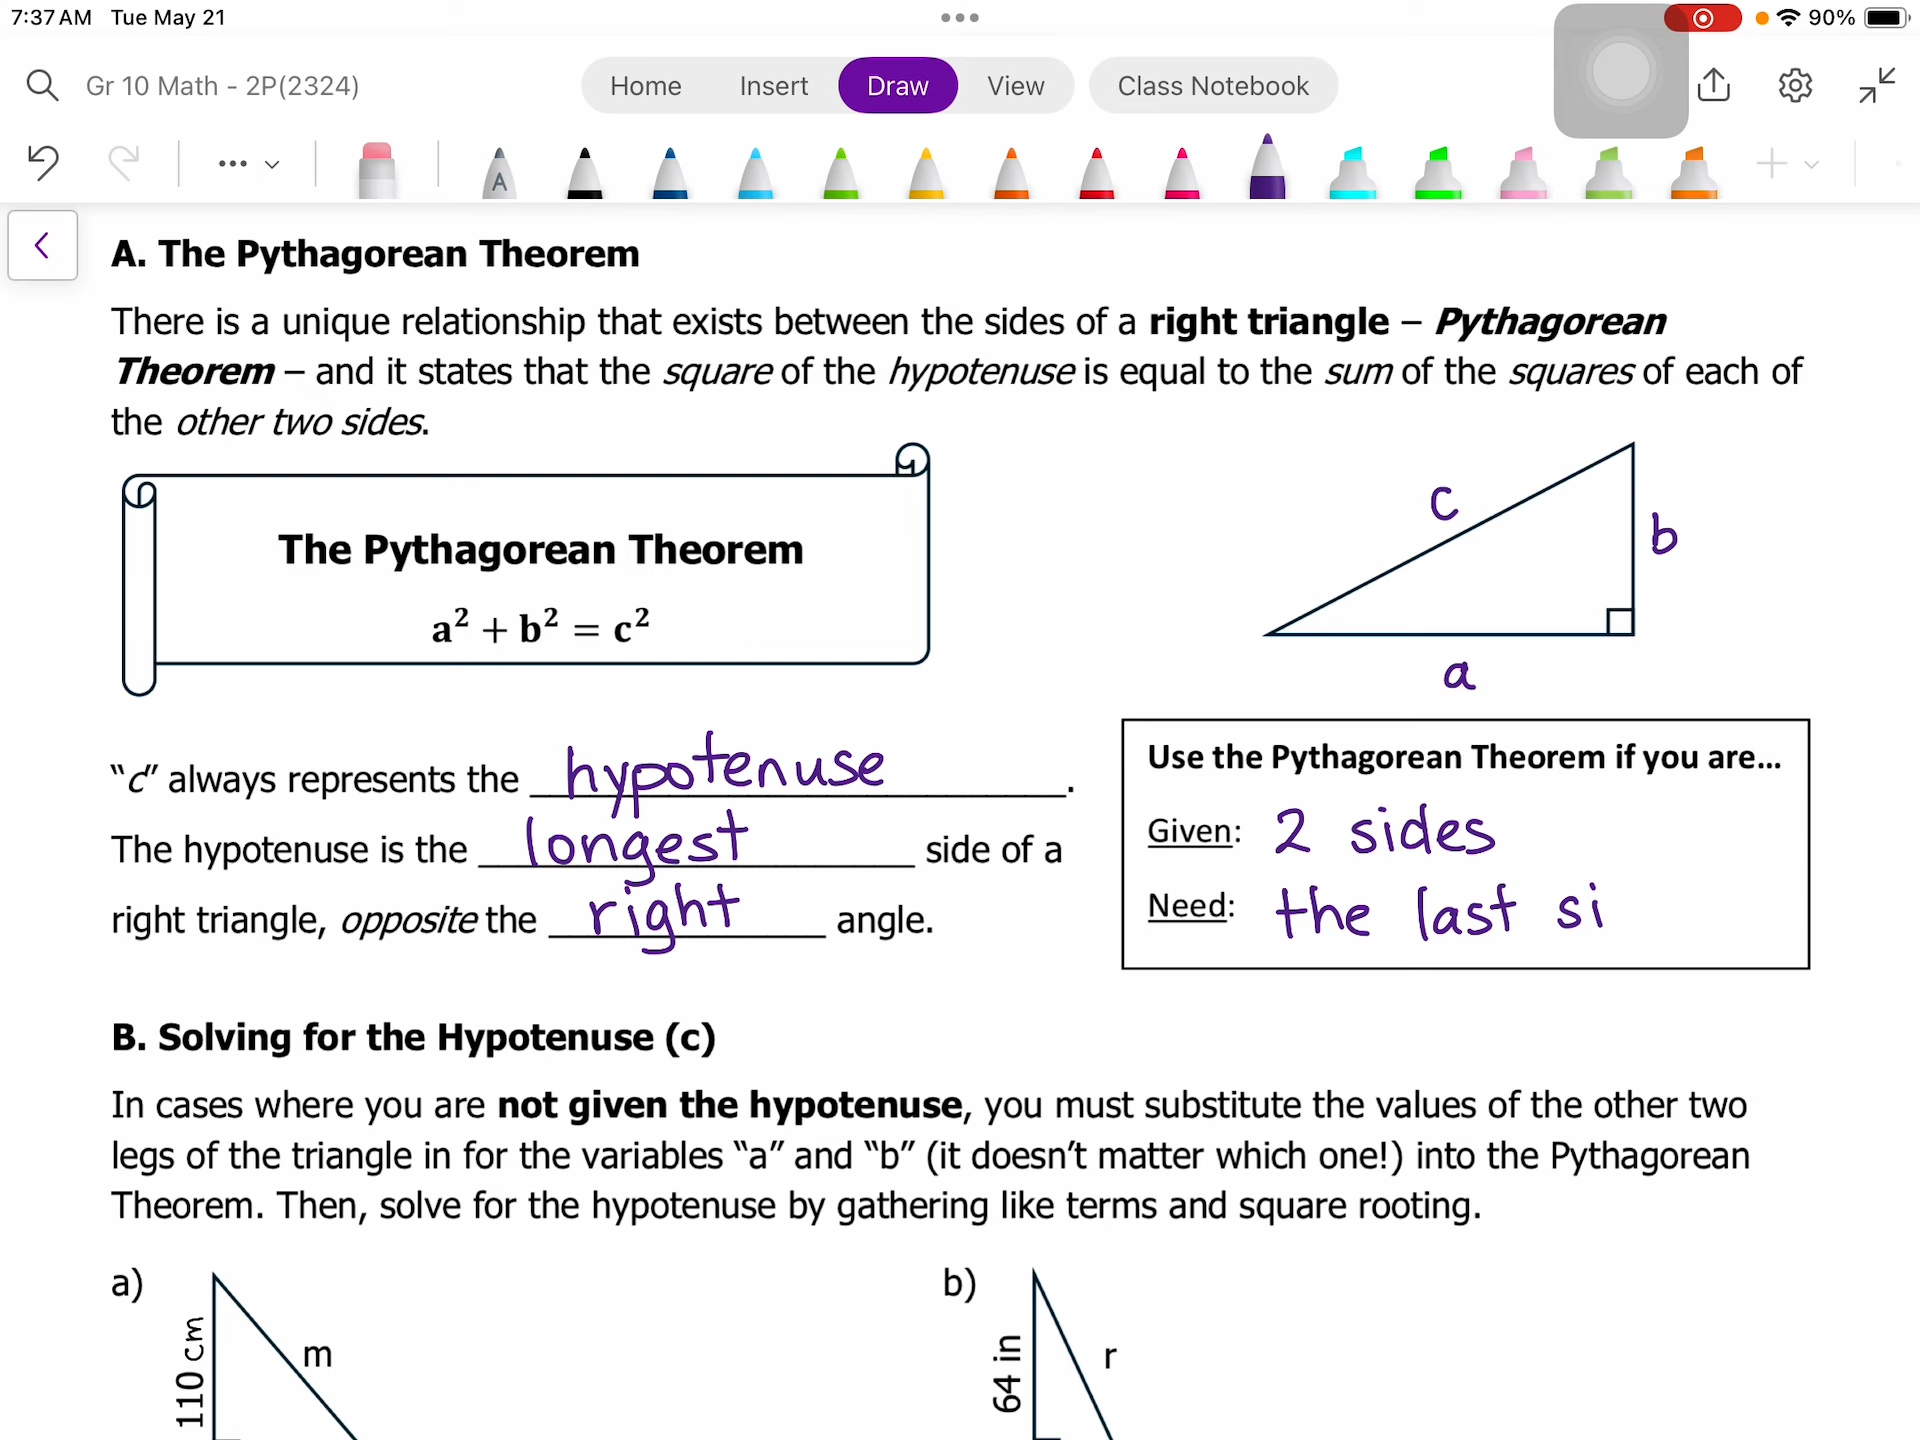 7:37 AM Tue May 21
90%
Gr 10 Math - 2P(2324)
Home Insert Draw View Class Notebook
A
A. The Pythagorean Theorem
There is a unique relationship that exists between the sides of a right triangle – Pythagorean
Theorem – and it states that the square of the hypotenuse is equal to the sum of the squares of each of
the other two sides.
The Pythagorean Theorem
a² + b² = c²
c
b
a
“c” always represents the hypotenuse.
The hypotenuse is the longest side of a
right triangle, opposite the right angle.
Use the Pythagorean Theorem if you are...
Given: 2 sides
Need: the last si
B. Solving for the Hypotenuse (c)
In cases where you are not given the hypotenuse, you must substitute the values of the other two
legs of the triangle in for the variables “a” and “b” (it doesn’t matter which one!) into the Pythagorean
Theorem. Then, solve for the hypotenuse by gathering like terms and square rooting.
a)
110 cm
m
b)
64 in
r